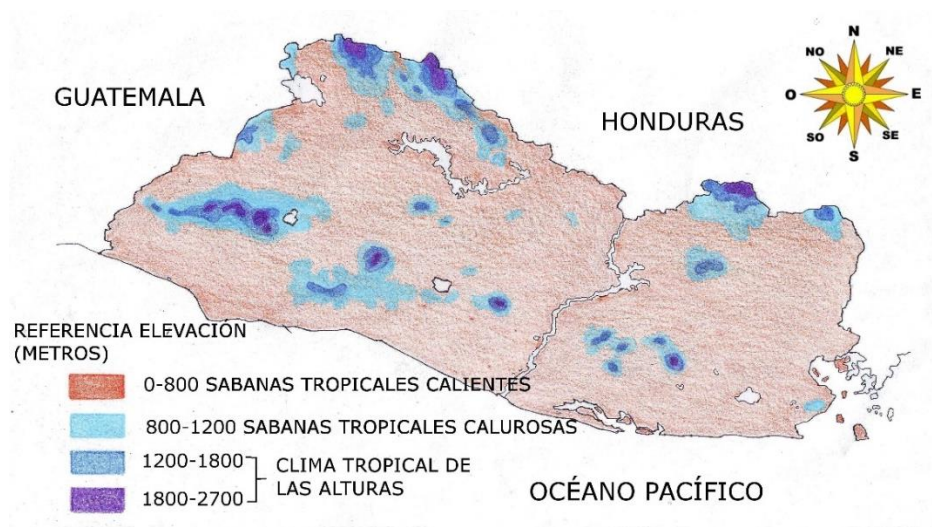 N
NO
NE
O
E
SO
SE
S
GUATEMALA
HONDURAS
REFERENCIA ELEVACIÓN
(METROS)
0-800 SABANAS TROPICALES CALIENTES
800-1200 SABANAS TROPICALES CALUROSAS
1200-1800
CLIMA TROPICAL DE
LAS ALTURAS
1800-2700
OCÉANO PACÍFICO